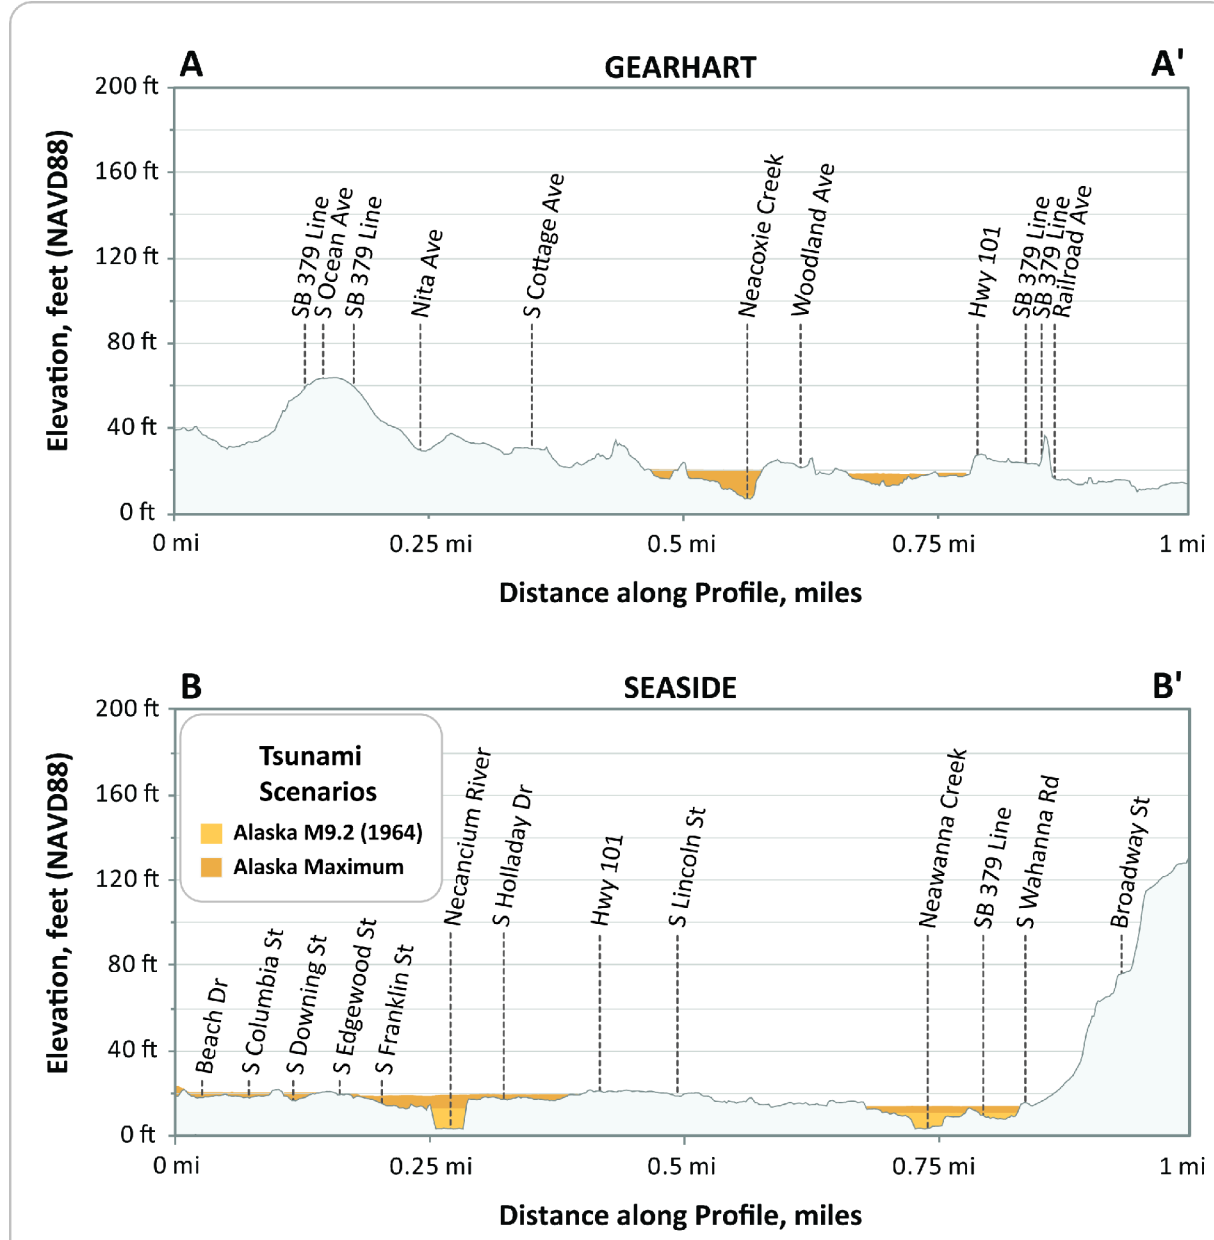 A
GEARHART
A'
Elevation, feet (NAVD88)
200 ft
160 ft
120 ft
80 ft
40 ft
0 ft
SB 379 Line
S Ocean Ave
SB 379 Line
Nita Ave
S Cottage Ave
Neacoxie Creek
Woodland Ave
Hwy 101
SB 379 Line
SB 379 Line
Railroad Ave
0 mi
0.25 mi
0.5 mi
0.75 mi
1 mi
Distance along Profile, miles
B
SEASIDE
B'
Elevation, feet (NAVD88)
200 ft
160 ft
120 ft
80 ft
40 ft
0 ft
Tsunami
Scenarios
Alaska M9.2 (1964)
Alaska Maximum
Beach Dr
S Columbia St
S Downing St
S Edgewood St
S Franklin St
Necancium River
S Holladay Dr
Hwy 101
S Lincoln St
Neawanna Creek
SB 379 Line
S Wahanna Rd
Broadway St
0 mi
0.25 mi
0.5 mi
0.75 mi
1 mi
Distance along Profile, miles